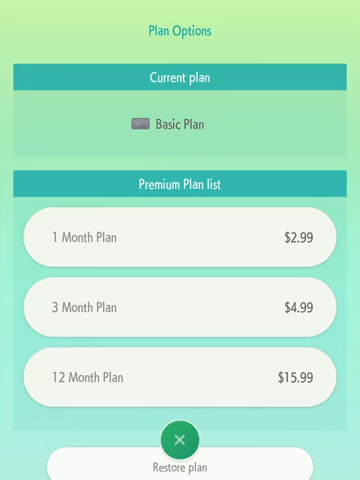 Plan Options
Current plan
Basic Plan
Premium Plan list
1 Month Plan $2.99
3 Month Plan $4.99
12 Month Plan $15.99
Restore plan